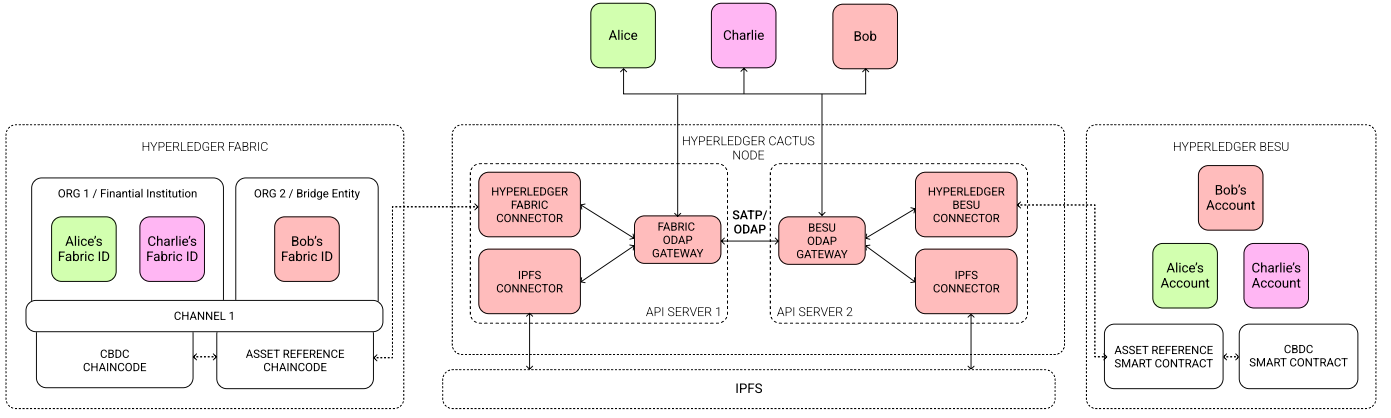 Alice
Charlie
Bob
HYPERLEDGER FABRIC
ORG 1 / Finantial Institution
ORG 2 / Bridge Entity
Alice's
Fabric ID
Charlie's
Fabric ID
Bob's
Fabric ID
CHANNEL 1
CBDC
CHAINCODE
ASSET REFERENCE
CHAINCODE
HYPERLEDGER CACTUS
NODE
HYPERLEDGER
FABRIC
CONNECTOR
IPFS
CONNECTOR
FABRIC
ODAP
GATEWAY
API SERVER 1
SATP/
ODAP
BESU
ODAP
GATEWAY
HYPERLEDGER
BESU
CONNECTOR
IPFS
CONNECTOR
API SERVER 2
IPFS
HYPERLEDGER BESU
Bob's
Account
Alice's
Account
Charlie's
Account
ASSET REFERENCE
SMART CONTRACT
CBDC
SMART CONTRACT